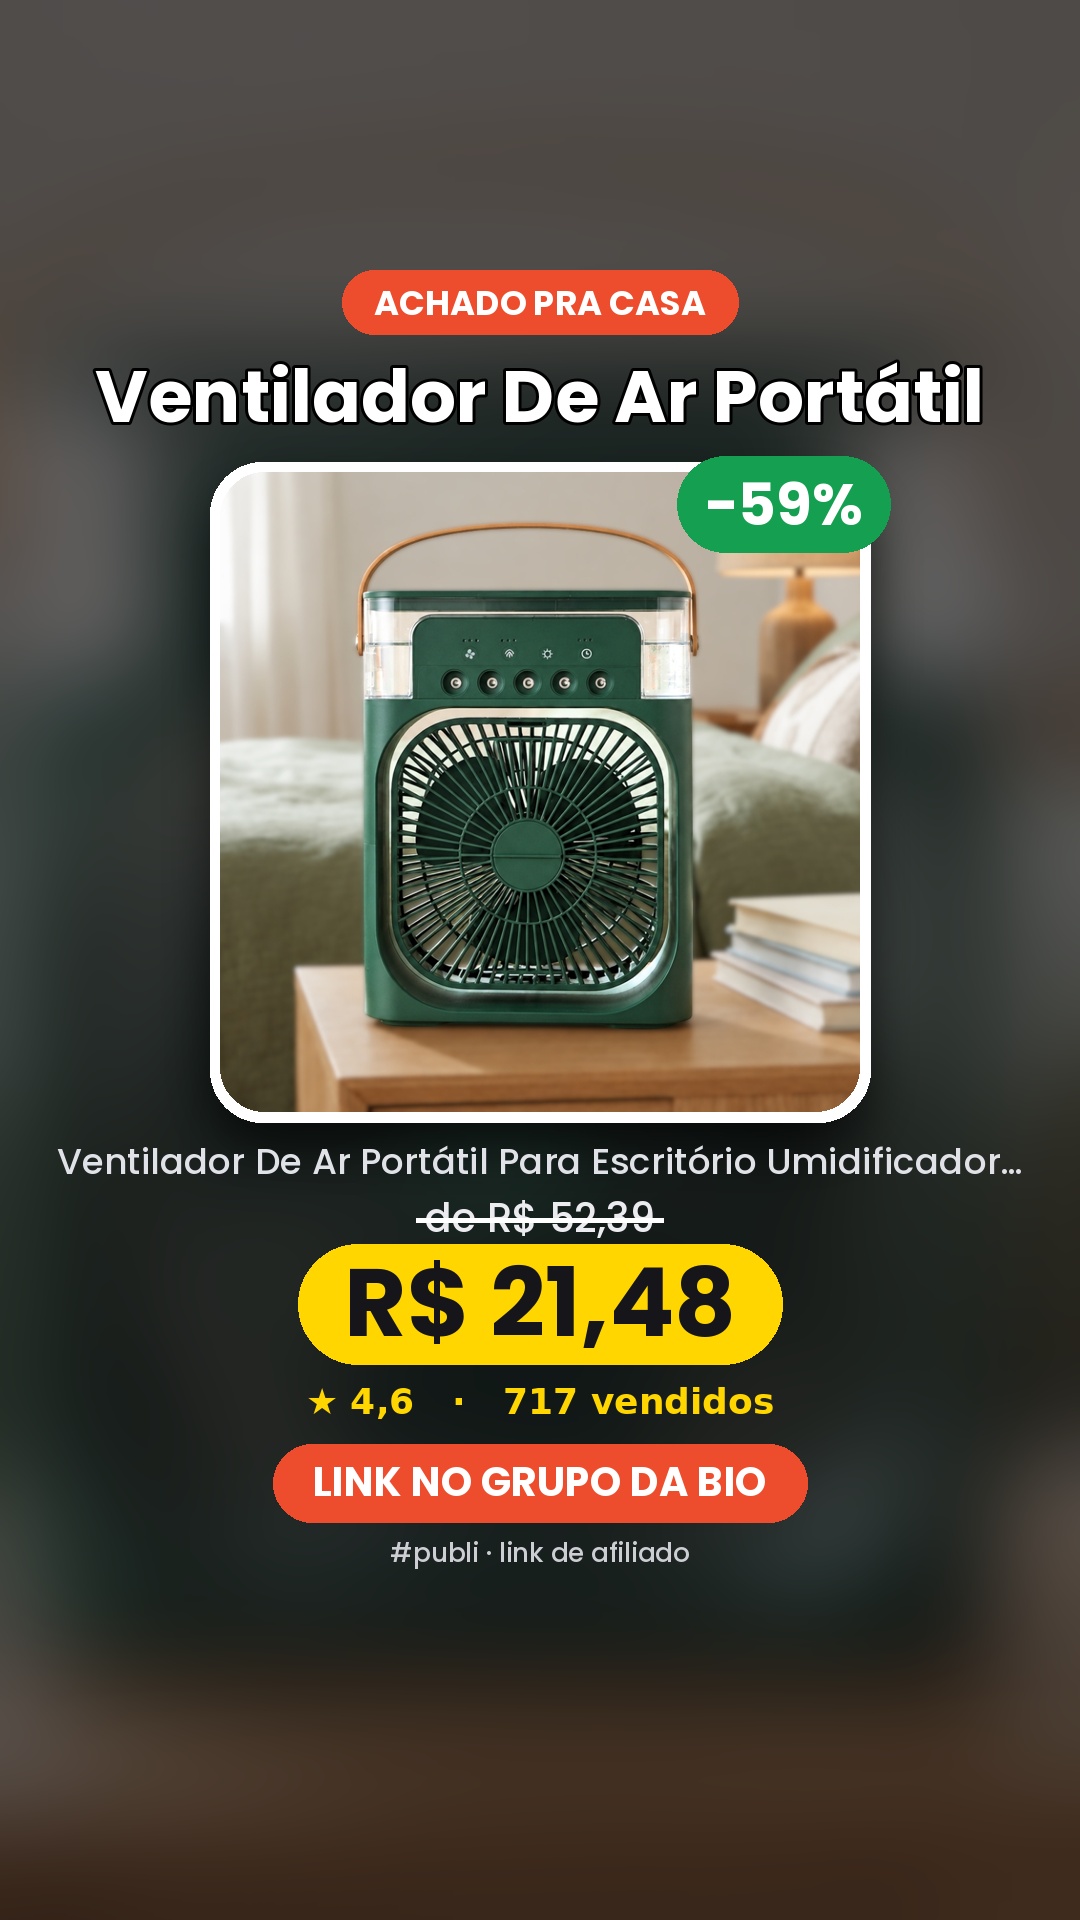 ACHADO PRA CASA
Ventilador De Ar Portátil
-59%
Ventilador De Ar Portátil Para Escritório Umidificador...
de R$ 52,39
R$ 21,48
★ 4,6 · 717 vendidos
LINK NO GRUPO DA BIO
#publi · link de afiliado